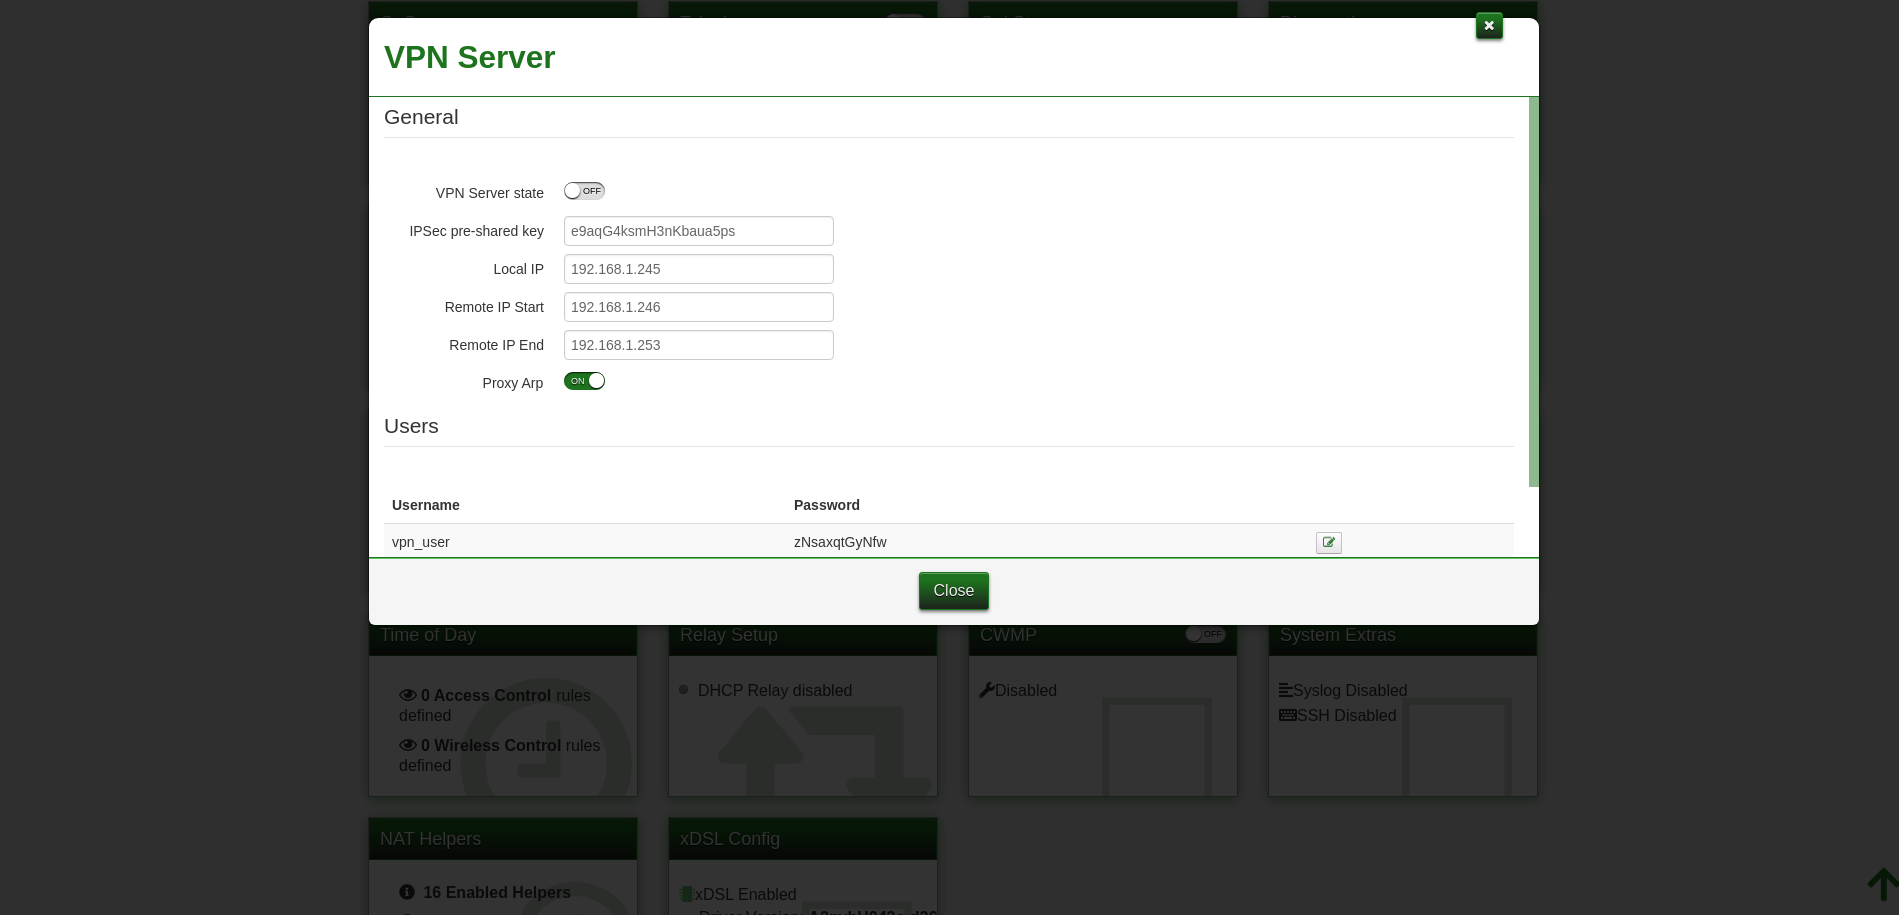 VPN Server
General
VPN Server state OFF
IPSec pre-shared key e9aqG4ksmH3nKbaua5ps
Local IP 192.168.1.245
Remote IP Start 192.168.1.246
Remote IP End 192.168.1.253
Proxy Arp ON
Users
Username Password
vpn_user zNsaxqtGyNfw
Close
Time of Day Relay Setup CWMP OFF System Extras
0 Access Control rules
defined
0 Wireless Control rules
defined
DHCP Relay disabled
Disabled
Syslog Disabled
SSH Disabled
NAT Helpers xDSL Config
16 Enabled Helpers
xDSL Enabled